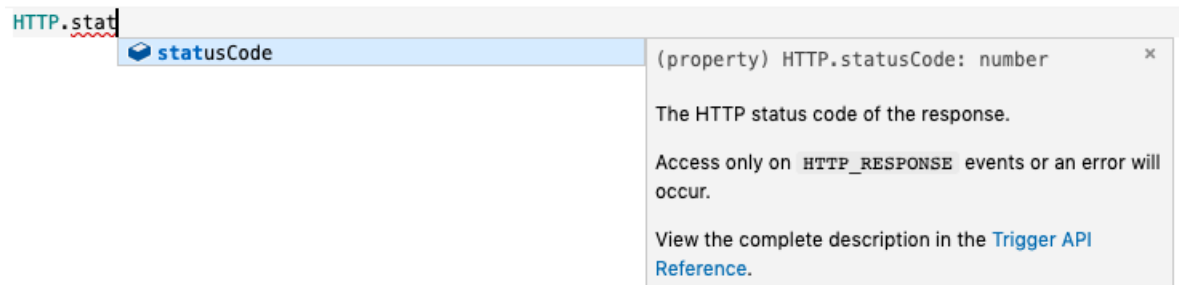 HTTP.stat
statusCode
(property) HTTP.statusCode: number ×
The HTTP status code of the response.
Access only on HTTP_RESPONSE events or an error will
occur.
View the complete description in the Trigger API
Reference.